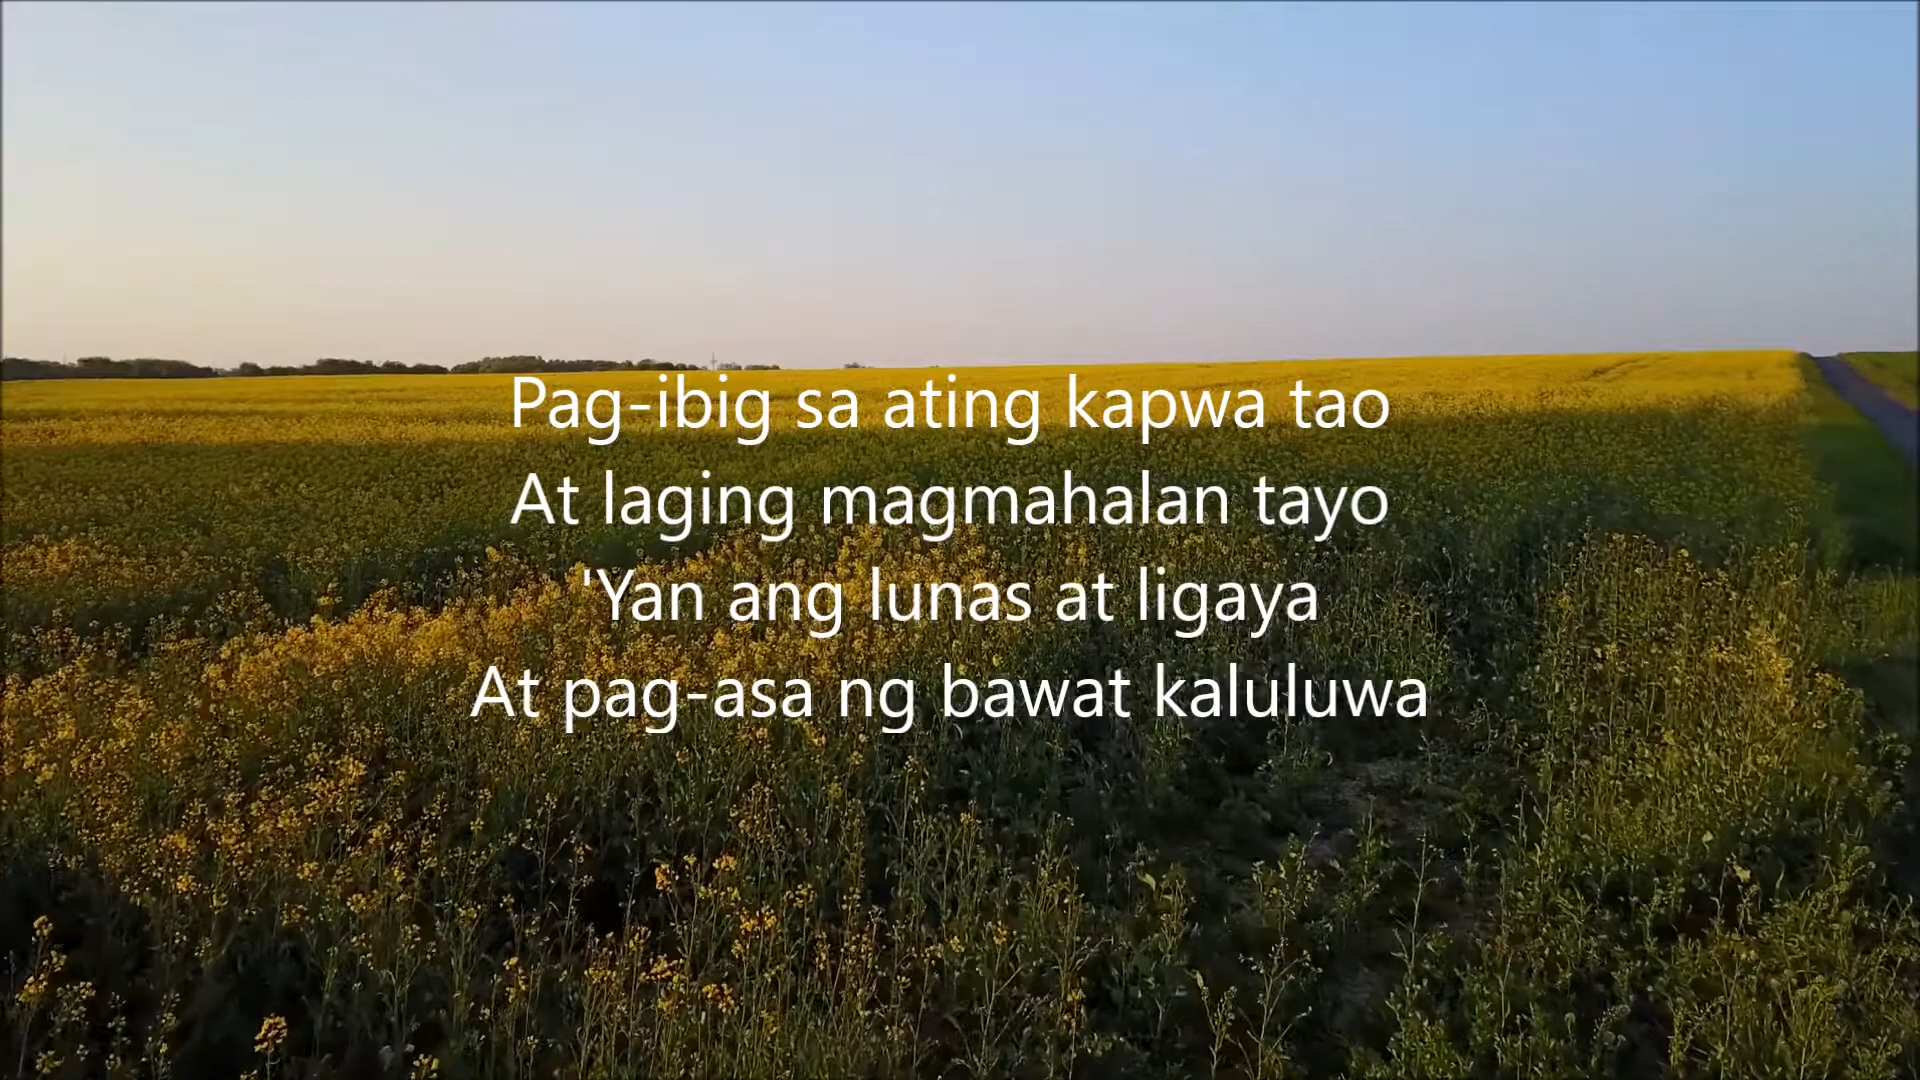 Pag-ibig sa ating kapwa tao
At laging magmahalan tayo
'Yan ang lunas at ligaya
At pag-asa ng bawat kaluluwa